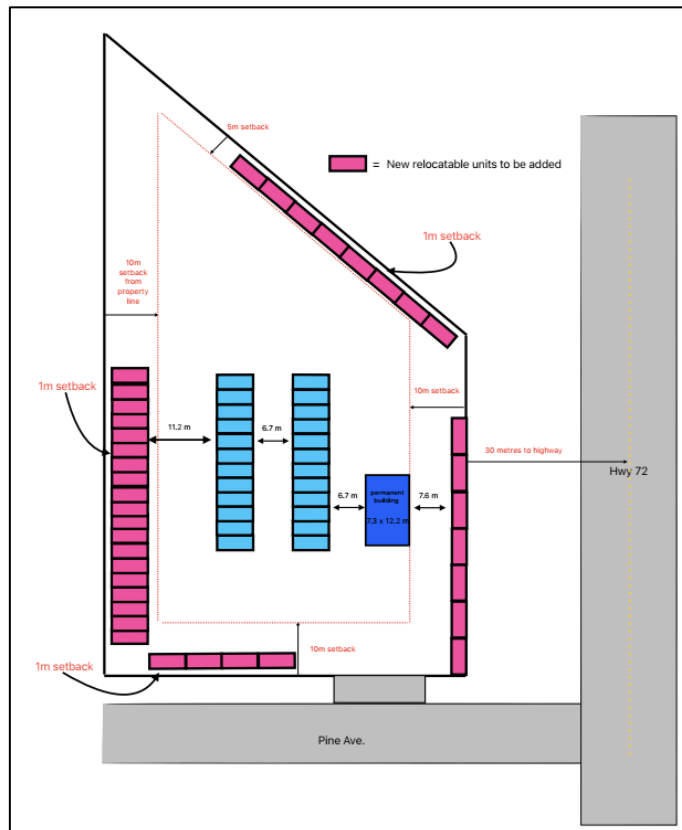 5m setback
= New relocatable units to be added
1m setback
10m
setback
from
property
line
1m setback
10m setback
11.2 m
6.7 m
30 metres to highway
Hwy 72
6.7 m
permanent
building
7.3 x 12.2 m
7.6 m
10m setback
1m setback
Pine Ave.